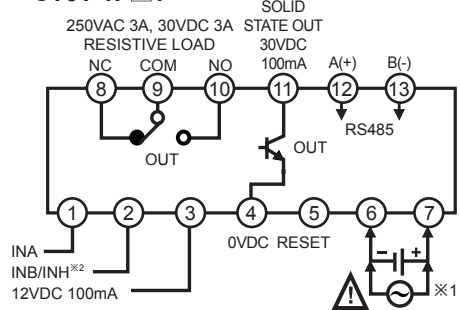 SOLID
250VAC 3A, 30VDC 3A STATE OUT
RESISTIVE LOAD 30VDC
NC COM NO 100mA A(+) B(-)
8 9 10 11 12 13
RS485
OUT OUT
1 2 3 4 5 6 7
0VDC RESET
INA
INB/INH※2
12VDC 100mA
- +
! ※1